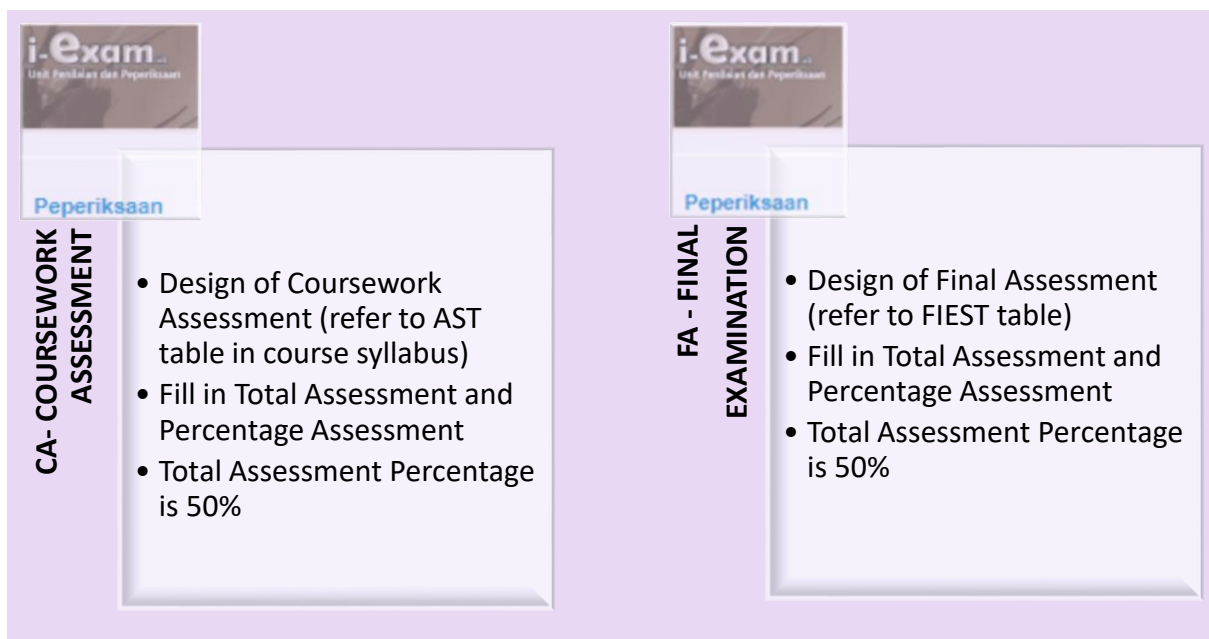 i-exam
Unit Penilaian dan Peperiksaan
Peperiksaan
CA- COURSEWORK
ASSESSMENT
• Design of Coursework
Assessment (refer to AST
table in course syllabus)
• Fill in Total Assessment and
Percentage Assessment
• Total Assessment Percentage
is 50%
i-exam
Unit Penilaian dan Peperiksaan
Peperiksaan
FA - FINAL
EXAMINATION
• Design of Final Assessment
(refer to FIEST table)
• Fill in Total Assessment and
Percentage Assessment
• Total Assessment Percentage
is 50%